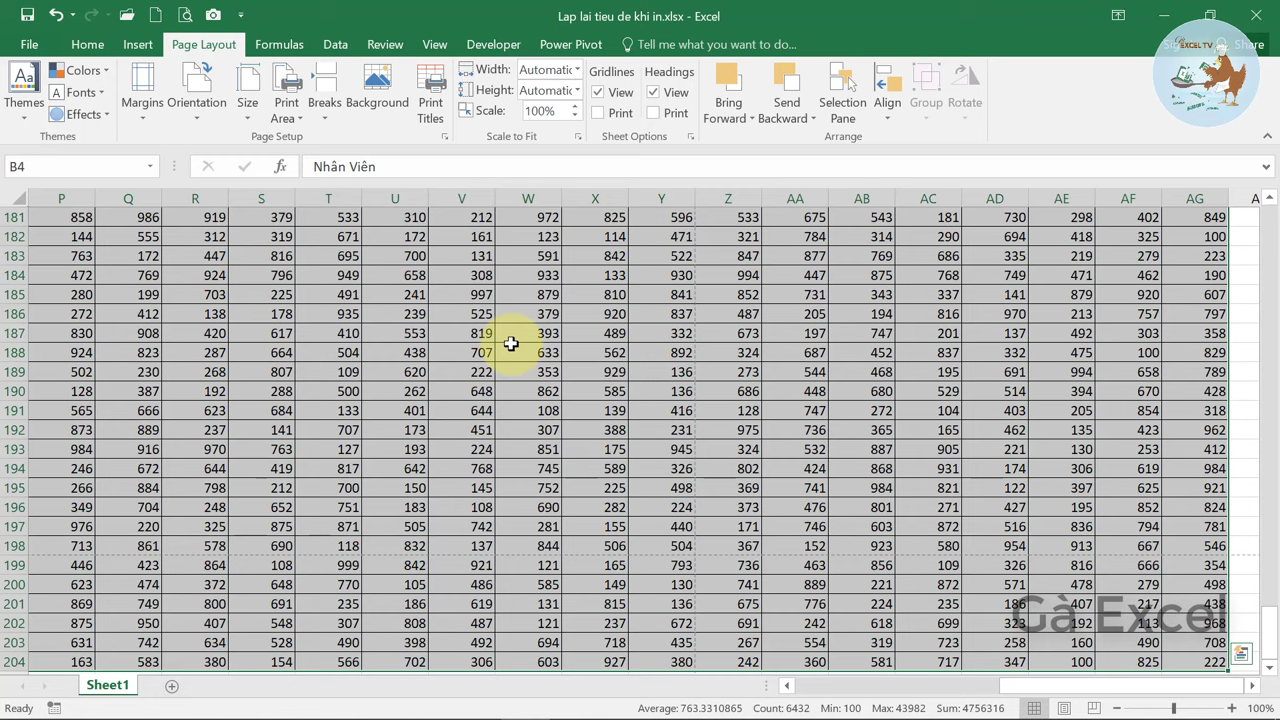 Lap lai tieu de khi in.xlsx - Excel
File Home Insert Page Layout Formulas Data Review View Developer Power Pivot Tell me what you want to do... Share
EXCEL TV
Themes Colors Fonts Effects Margins Orientation Size Print Area Breaks Background Print Titles Width: Automatic Height: Automatic Scale: 100% Gridlines View Print Headings View Print Bring Forward Send Backward Selection Pane Align Group Rotate
Themes Page Setup Scale to Fit Sheet Options Arrange
B4 fx Nhân Viên
P Q R S T U V W X Y Z AA AB AC AD AE AF AG A
181 858 986 919 379 533 310 212 972 825 596 533 675 543 181 730 298 402 849
182 144 555 312 319 671 172 161 123 114 471 321 784 314 290 694 418 325 100
183 763 172 447 816 695 700 131 591 842 522 847 877 769 686 335 219 279 223
184 472 769 924 796 949 658 308 933 133 930 994 447 875 768 749 471 462 190
185 280 199 703 225 491 241 997 879 810 841 852 731 343 337 141 879 920 607
186 272 412 138 178 935 239 525 379 920 837 487 205 194 816 240 205 797 797
187 830 908 420 617 410 553 819 393 489 332 673 197 747 201 137 492 303 358
188 924 823 287 664 504 438 707 633 562 892 324 687 452 837 332 475 100 829
189 502 230 268 807 109 620 222 353 929 136 273 544 468 195 691 994 658 789
190 128 387 192 288 500 262 648 862 585 136 686 448 680 529 514 394 670 428
191 565 666 623 684 133 401 644 108 139 416 128 747 272 104 403 205 854 318
192 873 889 237 141 707 173 451 307 388 231 975 736 365 165 462 135 423 962
193 984 916 970 763 127 193 224 851 175 945 324 532 887 905 221 130 253 412
194 246 672 644 419 817 642 768 745 589 326 802 424 868 931 174 306 619 984
195 266 884 798 212 700 150 145 752 225 498 369 741 984 821 122 397 625 921
196 349 704 248 652 751 183 108 690 282 224 373 476 801 271 427 195 852 824
197 976 220 325 875 871 505 742 281 155 440 171 746 603 872 516 836 794 781
198 713 861 578 690 118 832 137 844 506 504 367 152 923 580 954 913 667 546
199 446 423 864 108 999 842 921 121 165 793 736 463 856 109 326 816 666 354
200 623 474 372 648 770 105 486 585 149 130 741 889 221 872 571 478 279 498
201 869 749 800 691 235 186 619 131 815 136 675 776 224 235 186 407 217 438
202 875 950 407 548 307 808 487 121 237 672 691 242 618 699 323 192 113 968
203 631 742 634 528 490 398 492 694 718 435 267 554 319 723 258 160 490 708
204 163 583 380 154 566 702 306 603 927 380 242 360 581 717 347 100 825 222
Gà Excel
Sheet1
Ready Average: 763.3310865 Count: 6432 Min: 100 Max: 43982 Sum: 4756316 100%